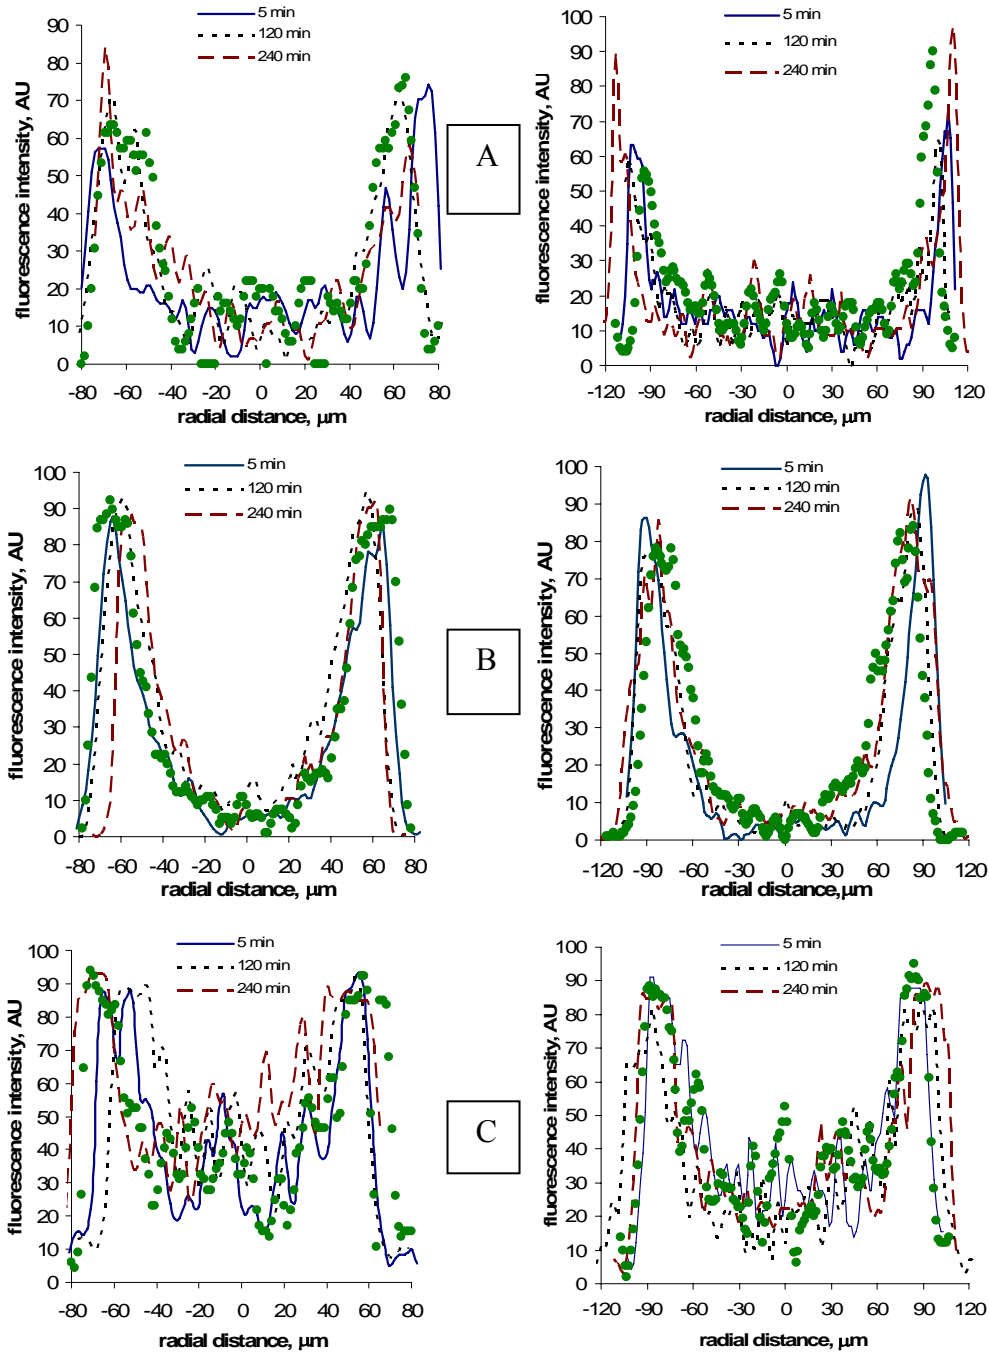 5 min
120 min
240 min
fluorescence intensity, AU
90
80
70
60
50
40
30
20
10
0
-80 -60 -40 -20 0 20 40 60 80
radial distance, µm
A
5 min
120 min
240 min
fluorescence intensity, AU
100
90
80
70
60
50
40
30
20
10
0
-120 -90 -60 -30 0 30 60 90 120
radial distance, µm
5 min
120 min
240 min
fluorescence intensity, AU
100
90
80
70
60
50
40
30
20
10
0
-80 -60 -40 -20 0 20 40 60 80
radial distance, µm
B
5 min
120 min
240 min
fluorescence intensity, AU
100
90
80
70
60
50
40
30
20
10
0
-120 -90 -60 -30 0 30 60 90 120
radial distance,µm
5 min
120 min
240 min
fluorescence intensity, AU
100
90
80
70
60
50
40
30
20
10
0
-80 -60 -40 -20 0 20 40 60 80
radial distance, µm
C
5 min
120 min
240 min
fluorescence intensity, AU
100
90
80
70
60
50
40
30
20
10
0
-120 -90 -60 -30 0 30 60 90 120
radial distance, µm